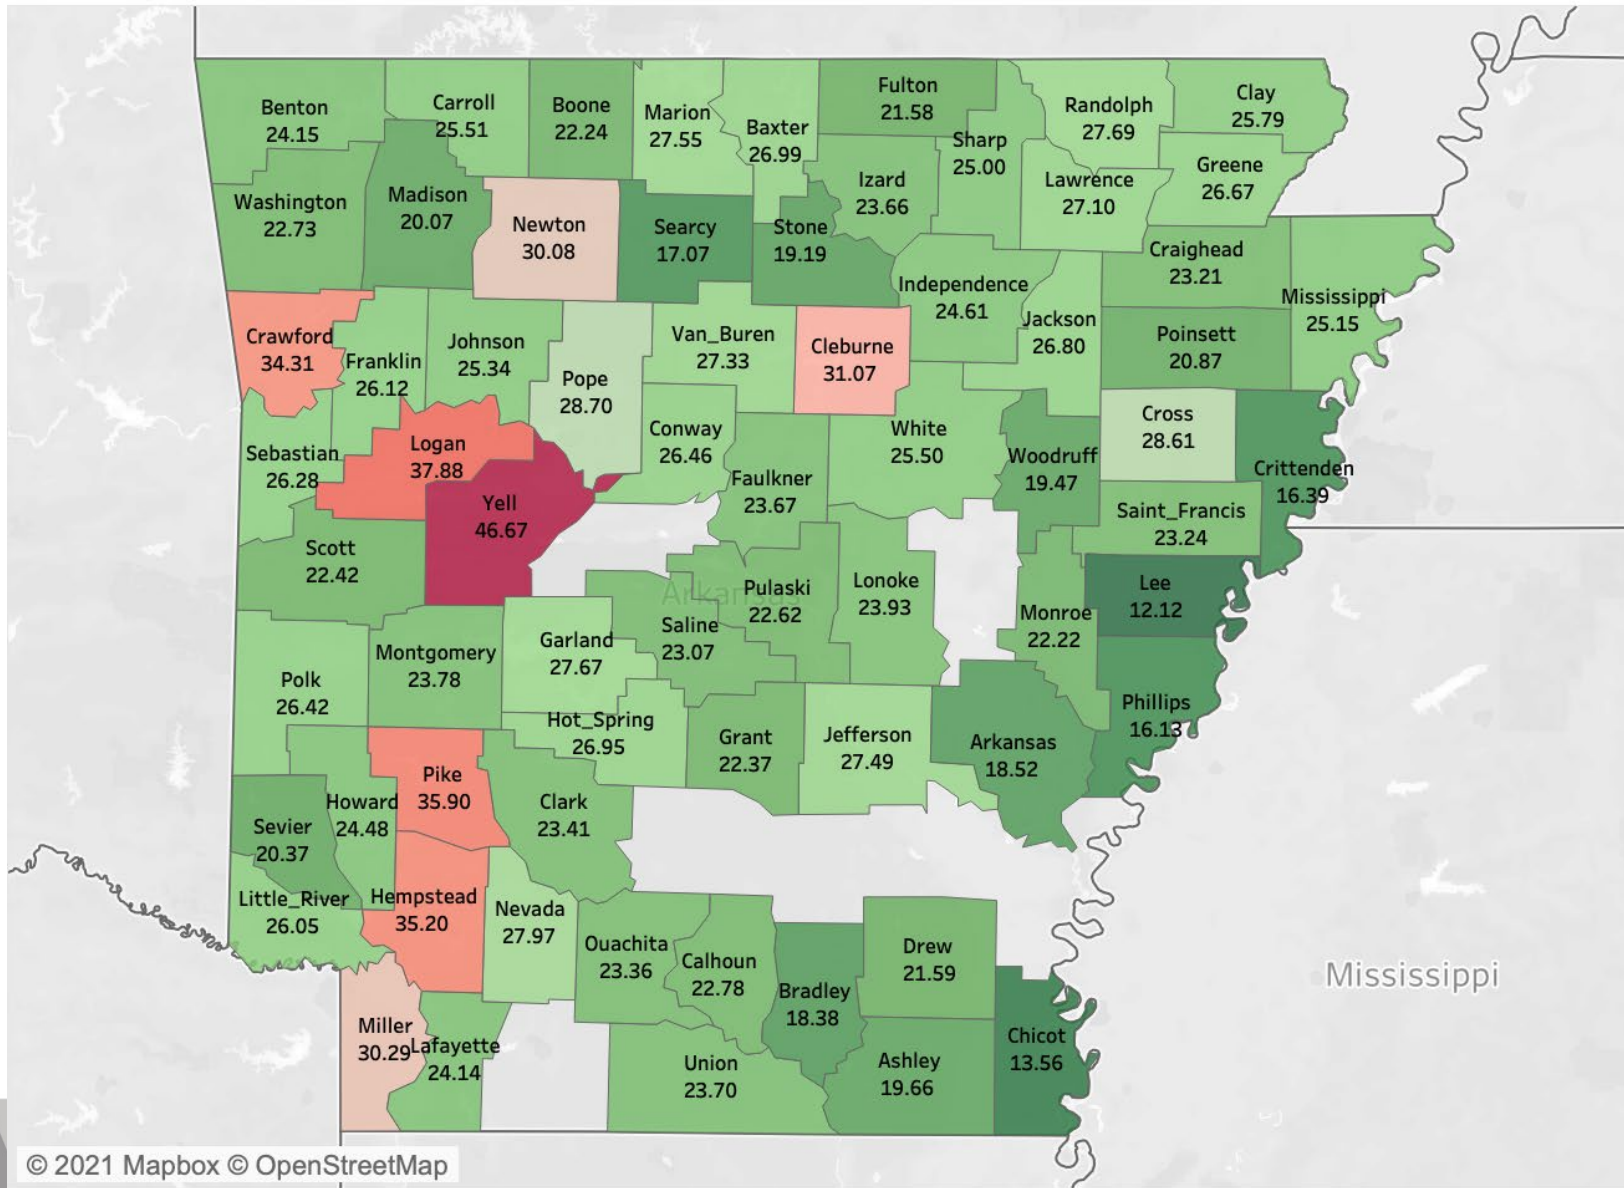 Benton
24.15
Carroll
25.51
Boone
22.24
Marion
27.55
Baxter
26.99
Fulton
21.58
Sharp
25.00
Randolph
27.69
Clay
25.79
Washington
22.73
Madison
20.07
Newton
30.08
Searcy
17.07
Stone
19.19
Izard
23.66
Lawrence
27.10
Greene
26.67
Crawford
34.31
Franklin
26.12
Johnson
25.34
Pope
28.70
Van_Buren
27.33
Cleburne
31.07
Independence
24.61
Jackson
26.80
Craighead
23.21
Poinsett
20.87
Mississippi
25.15
Sebastian
26.28
Logan
37.88
Yell
46.67
Conway
26.46
Faulkner
23.67
White
25.50
Woodruff
19.47
Cross
28.61
Crittenden
16.39
Saint_Francis
23.24
Scott
22.42
Arkansas
Pulaski
22.62
Lonoke
23.93
Monroe
22.22
Lee
12.12
Polk
26.42
Montgomery
23.78
Garland
27.67
Saline
23.07
Hot_Spring
26.95
Grant
22.37
Jefferson
27.49
Arkansas
18.52
Phillips
16.13
Sevier
20.37
Howard
24.48
Pike
35.90
Clark
23.41
Little_River
26.05
Hempstead
35.20
Nevada
27.97
Ouachita
23.36
Calhoun
22.78
Bradley
18.38
Drew
21.59
Mississippi
Miller
30.29
Lafayette
24.14
Union
23.70
Ashley
19.66
Chicot
13.56
© 2021 Mapbox © OpenStreetMap